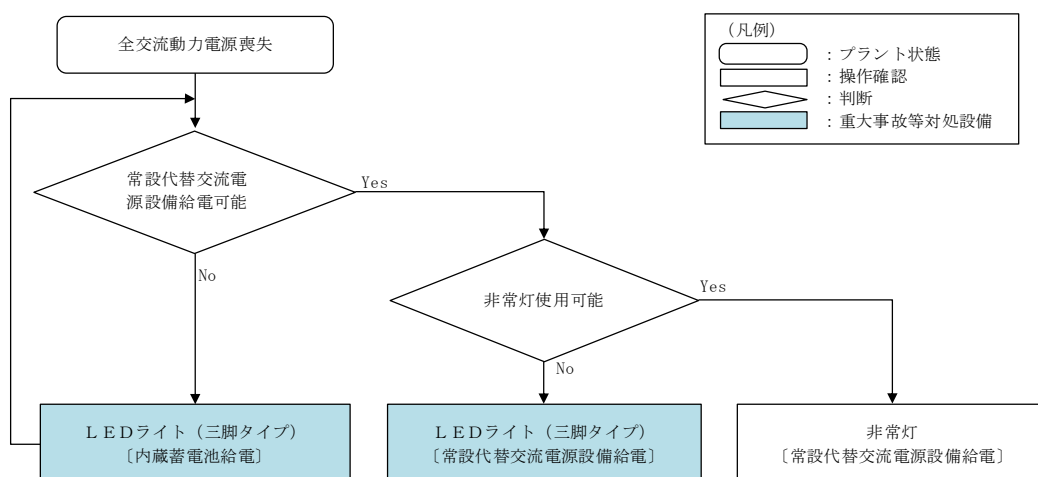 全交流動力電源喪失
(凡例)
：プラント状態
：操作確認
：判断
：重大事故等対処設備
常設代替交流電
源設備給電可能
Yes
No
非常灯使用可能
Yes
No
ＬＥＤライト（三脚タイプ）
〔内蔵蓄電池給電〕
ＬＥＤライト（三脚タイプ）
〔常設代替交流電源設備給電〕
非常灯
〔常設代替交流電源設備給電〕